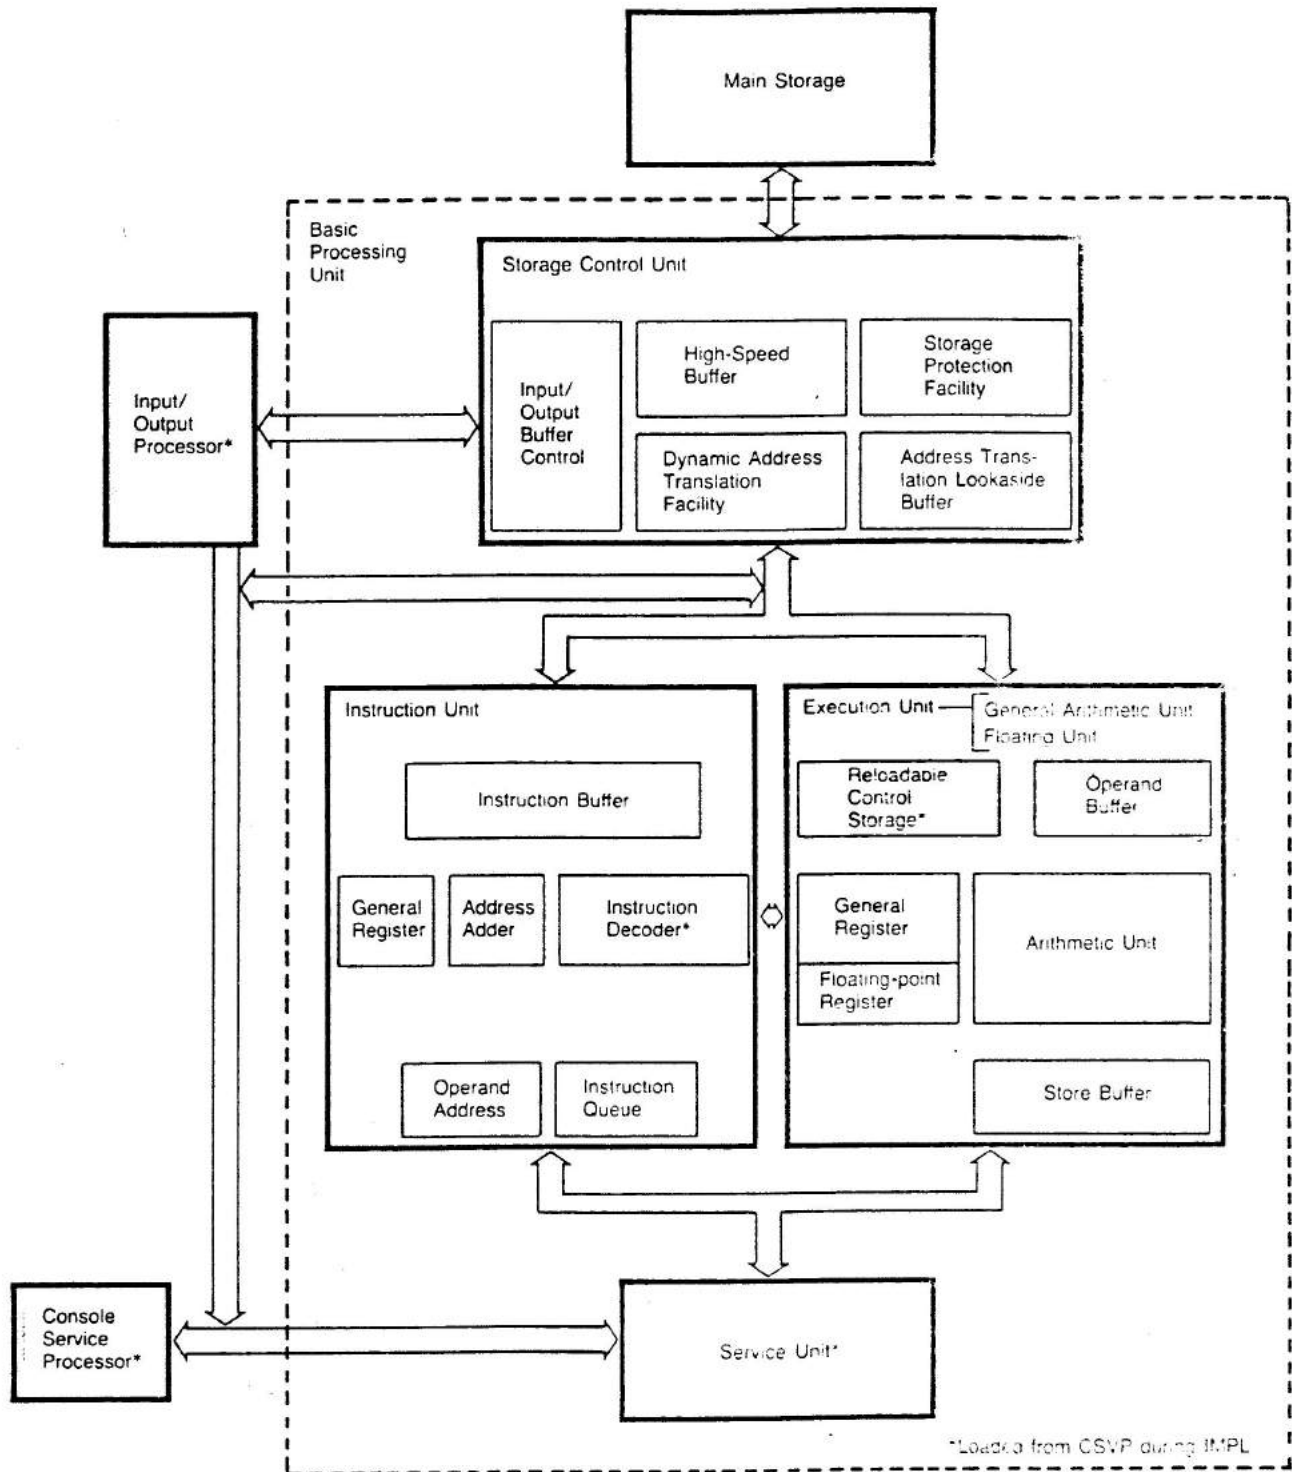 Main Storage
Basic
Processing
Unit
Storage Control Unit
Input/
Output
Processor*
Input/
Output
Buffer
Control
High-Speed
Buffer
Storage
Protection
Facility
Dynamic Address
Translation
Facility
Address Trans-
lation Lookaside
Buffer
Instruction Unit
Instruction Buffer
General
Register
Address
Adder
Instruction
Decoder*
Operand
Address
Instruction
Queue
Execution Unit
General Arithmetic Unit
Floating Unit
Reloadable
Control
Storage*
Operand
Buffer
General
Register
Floating-point
Register
Arithmetic Unit
Store Buffer
Console
Service
Processor*
Service Unit*
*Loaded from CSVP during IMPL